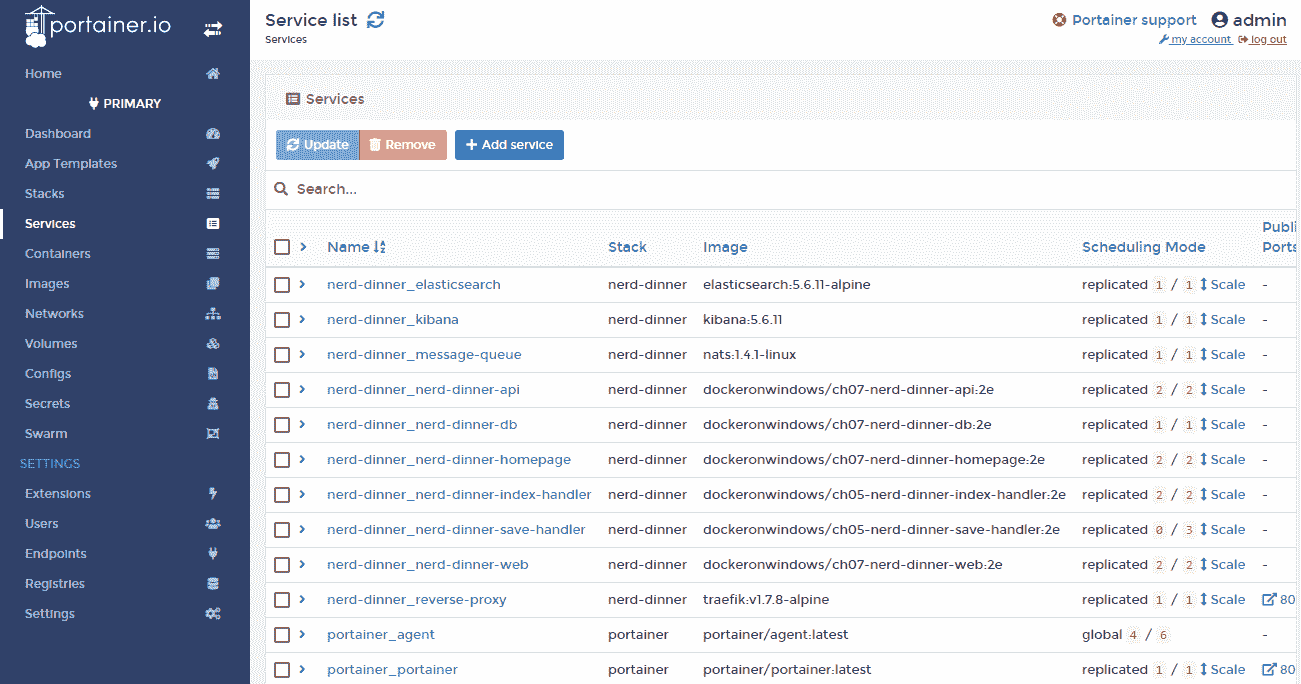 portainer.io
Home
PRIMARY
Dashboard
App Templates
Stacks
Services
Containers
Images
Networks
Volumes
Configs
Secrets
Swarm
SETTINGS
Extensions
Users
Endpoints
Registries
Settings
Service list
Services
Portainer support admin
my account log out
Services
Update Remove Add service
Search...
Name Stack Image Scheduling Mode Publi
Ports
nerd-dinner_elasticsearch nerd-dinner elasticsearch:5.6.11-alpine replicated 1 / 1 Scale -
nerd-dinner_kibana nerd-dinner kibana:5.6.11 replicated 1 / 1 Scale -
nerd-dinner_message-queue nerd-dinner nats:1.4.1-linux replicated 1 / 1 Scale -
nerd-dinner_nerd-dinner-api nerd-dinner dockeronwindows/ch07-nerd-dinner-api:2e replicated 2 / 2 Scale -
nerd-dinner_nerd-dinner-db nerd-dinner dockeronwindows/ch07-nerd-dinner-db:2e replicated 1 / 1 Scale -
nerd-dinner_nerd-dinner-homepage nerd-dinner dockeronwindows/ch07-nerd-dinner-homepage:2e replicated 2 / 2 Scale -
nerd-dinner_nerd-dinner-index-handler nerd-dinner dockeronwindows/ch05-nerd-dinner-index-handler:2e replicated 2 / 2 Scale -
nerd-dinner_nerd-dinner-save-handler nerd-dinner dockeronwindows/ch05-nerd-dinner-save-handler:2e replicated 0 / 3 Scale -
nerd-dinner_nerd-dinner-web nerd-dinner dockeronwindows/ch07-nerd-dinner-web:2e replicated 2 / 2 Scale -
nerd-dinner_reverse-proxy nerd-dinner traefik:v1.7.8-alpine replicated 1 / 1 Scale 80
portainer_agent portainer portainer/agent:latest global 4 / 6 -
portainer_portainer portainer portainer/portainer:latest replicated 1 / 1 Scale 80